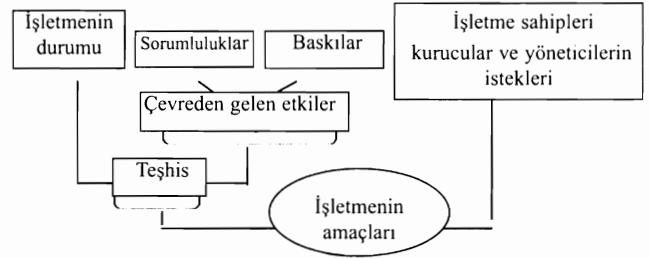 İşletmenin
durumu
Sorumluluklar
Baskılar
İşletme sahipleri
kurucular ve yöneticilerin
istekleri
Çevreden gelen etkiler
Teşhis
İşletmenin
amaçları